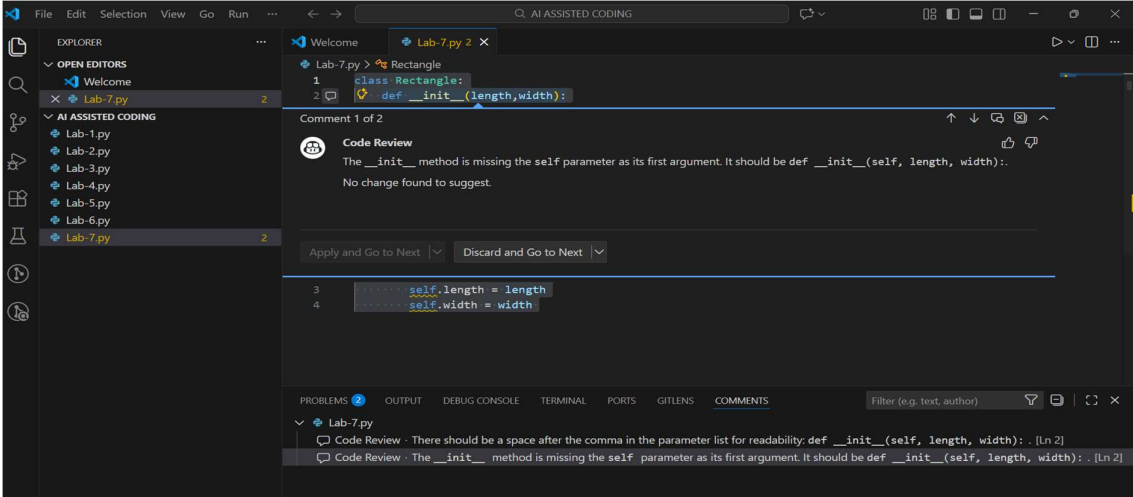 File Edit Selection View Go Run ··· AI ASSISTED CODING
EXPLORER ···
OPEN EDITORS
Welcome
Lab-7.py 2
AI ASSISTED CODING
Lab-1.py
Lab-2.py
Lab-3.py
Lab-4.py
Lab-5.py
Lab-6.py
Lab-7.py 2
Welcome Lab-7.py 2
Lab-7.py > Rectangle
1 class Rectangle:
2 def __init__(length,width):
Comment 1 of 2
Code Review
The __init__ method is missing the self parameter as its first argument. It should be def __init__(self, length, width):.
No change found to suggest.
Apply and Go to Next Discard and Go to Next
3 self.length = length
4 self.width = width
PROBLEMS 2 OUTPUT DEBUG CONSOLE TERMINAL PORTS GITLENS COMMENTS Filter (e.g. text, author)
Lab-7.py
Code Review · There should be a space after the comma in the parameter list for readability: def __init__(self, length, width): . [Ln 2]
Code Review · The __init__ method is missing the self parameter as its first argument. It should be def __init__(self, length, width): . [Ln 2]